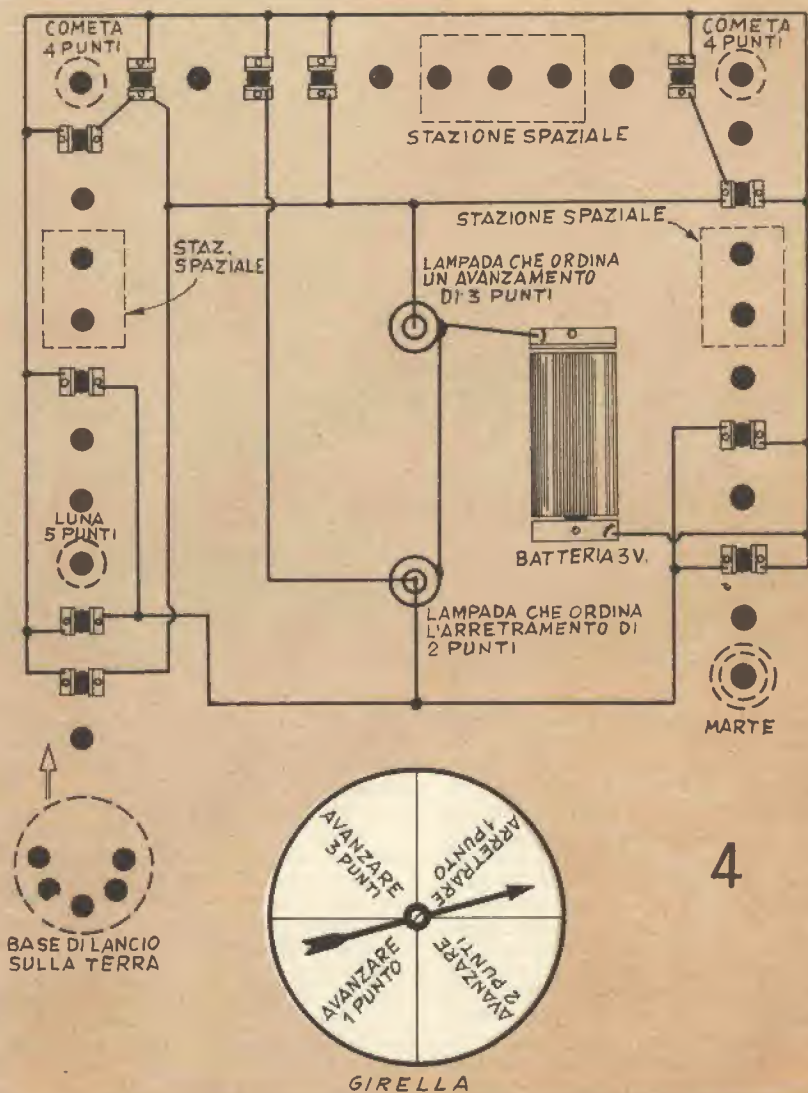 COMETA
4 PUNTI
COMETA
4 PUNTI
STAZIONE SPAZIALE
STAZIONE SPAZIALE
STAZ.
SPAZIALE
LAMPADA CHE ORDINA
UN AVANZAMENTO
DI 3 PUNTI
LUNA
5 PUNTI
BATTERIA 3V.
LAMPADA CHE ORDINA
L'ARRETRAMENTO DI
2 PUNTI
MARTE
BASE DI LANCIO
SULLA TERRA
AVANZARE
3 PUNTI
ARRETRARE
1 PUNTO
AVANZARE
1 PUNTO
AVANZARE
2 PUNTI
4
GIRELLA